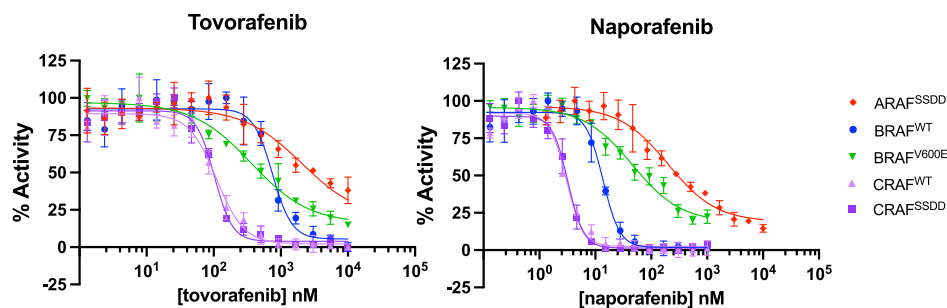 Tovorafenib
% Activity
125
100
75
50
25
0
-25
10¹
10²
10³
10⁴
10⁵
[tovorafenib] nM
Naporafenib
% Activity
125
100
75
50
25
0
-25
10⁰
10¹
10²
10³
10⁴
10⁵
[naporafenib] nM
ARAF^SSDD
BRAF^WT
BRAF^V600E
CRAF^WT
CRAF^SSDD